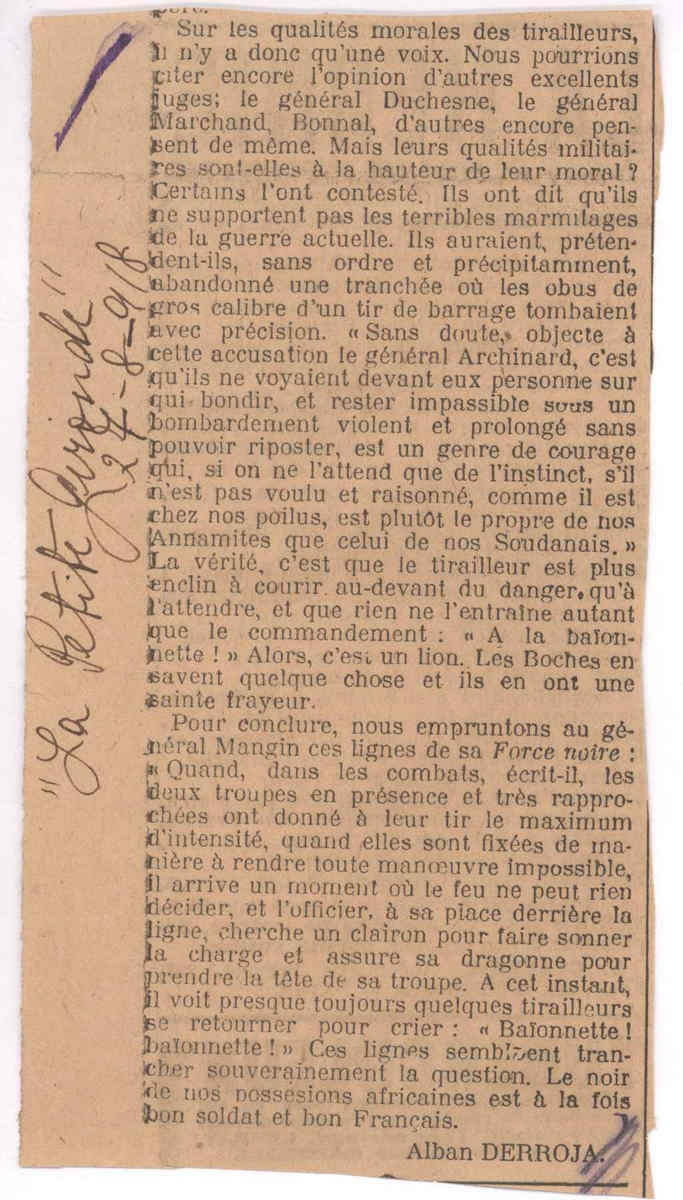 Sur les qualités morales des tirailleurs,
il n'y a donc qu'une voix. Nous pourrions
citer encore l'opinion d'autres excellents
juges; le général Duchesne, le général
Marchand, Bonnal, d'autres encore pen-
sent de même. Mais leurs qualités militai-
res sont-elles à la hauteur de leur moral ?
Certains l'ont contesté. Ils ont dit qu'ils
ne supportent pas les terribles marmitages
de la guerre actuelle. Ils auraient, préten-
dent-ils, sans ordre et précipitamment,
abandonné une tranchée où les obus de
gros calibre d'un tir de barrage tombaient
avec précision. « Sans doute, objecte à
cette accusation le général Archinard, c'est
qu'ils ne voyaient devant eux personne sur
qui bondir, et rester impassible sous un
bombardement violent et prolongé sans
pouvoir riposter, est un genre de courage
qui, si on ne l'attend que de l'instinct, s'il
n'est pas voulu et raisonné, comme il est
chez nos poilus, est plutôt le propre de nos
Annamites que celui de nos Soudanais. »
La vérité, c'est que le tirailleur est plus
enclin à courir au-devant du danger qu'à
l'attendre, et que rien ne l'entraîne autant
que le commandement : « A la baïon-
nette ! » Alors, c'est un lion. Les Boches en
savent quelque chose et ils en ont une
sainte frayeur.
Pour conclure, nous empruntons au gé-
néral Mangin ces lignes de sa Force noire :
« Quand, dans les combats, écrit-il, les
deux troupes en présence et très rappro-
chées ont donné à leur tir le maximum
d'intensité, quand elles sont fixées de ma-
nière à rendre toute manœuvre impossible,
il arrive un moment où le feu ne peut rien
décider, et l'officier, à sa place derrière la
ligne, cherche un clairon pour faire sonner
la charge et assure sa dragonne pour
prendre la tête de sa troupe. A cet instant,
il voit presque toujours quelques tirailleurs
se retourner pour crier : « Baïonnette !
baïonnette ! » Ces lignes semblent tran-
cher souverainement la question. Le noir
de nos possesions africaines est à la fois
bon soldat et bon Français.
Alban DERROJA.
"La Petite Gironde"
27-8-918